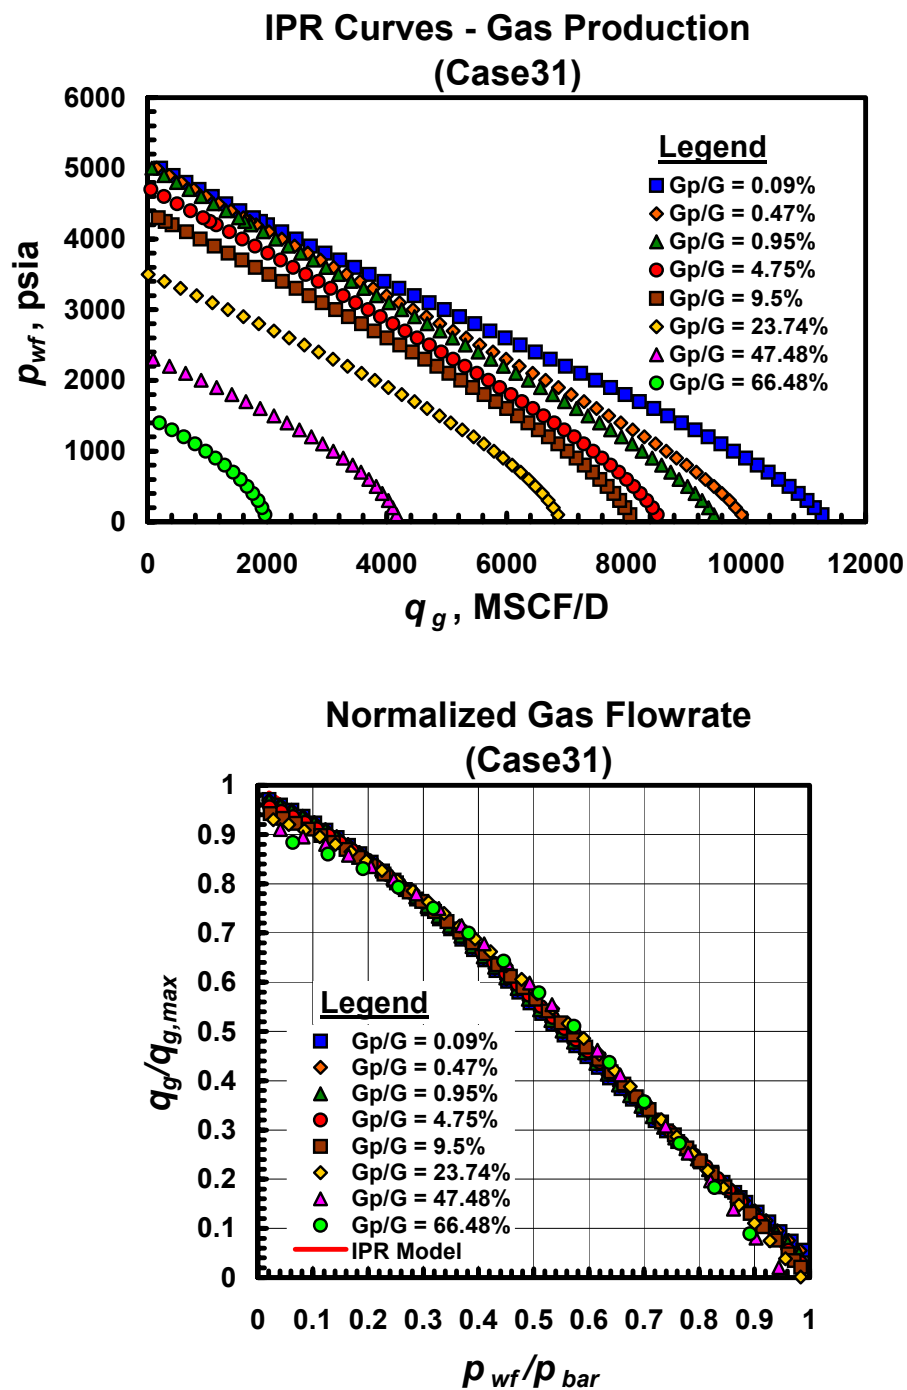 IPR Curves - Gas Production
(Case31)
6000
5000
4000
3000
2000
1000
0
p wf, psia
Legend
Gp/G = 0.09%
Gp/G = 0.47%
Gp/G = 0.95%
Gp/G = 4.75%
Gp/G = 9.5%
Gp/G = 23.74%
Gp/G = 47.48%
Gp/G = 66.48%
0 2000 4000 6000 8000 10000 12000
q g , MSCF/D
Normalized Gas Flowrate
(Case31)
1
0.9
0.8
0.7
0.6
0.5
0.4
0.3
0.2
0.1
0
q g/q g,max
Legend
Gp/G = 0.09%
Gp/G = 0.47%
Gp/G = 0.95%
Gp/G = 4.75%
Gp/G = 9.5%
Gp/G = 23.74%
Gp/G = 47.48%
Gp/G = 66.48%
IPR Model
0 0.1 0.2 0.3 0.4 0.5 0.6 0.7 0.8 0.9 1
p wf /p bar